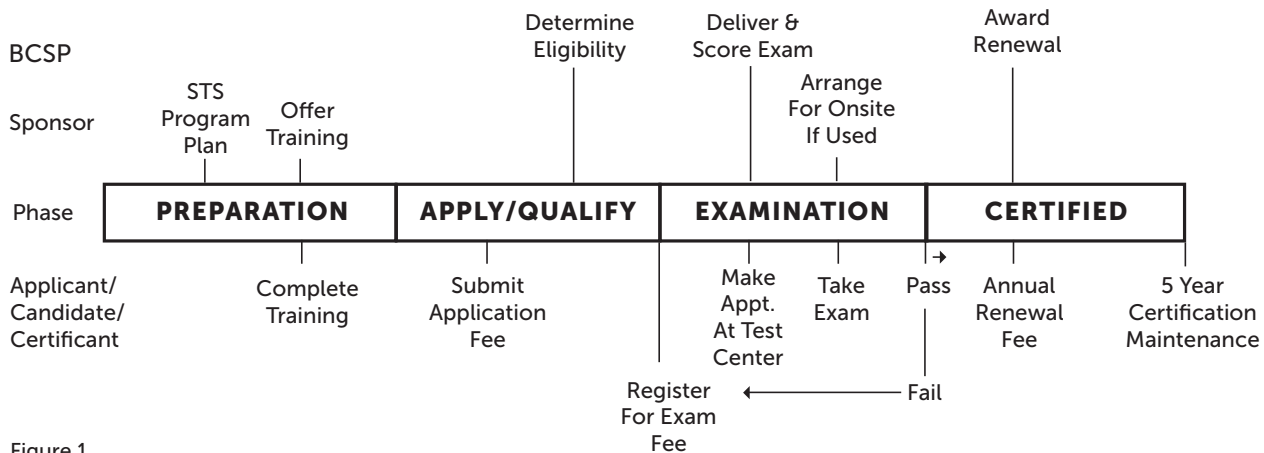 BCSP
Determine
Eligibility
Deliver &
Score Exam
Award
Renewal
Sponsor
STS
Program
Plan
Offer
Training
Arrange
For Onsite
If Used
Phase
PREPARATION
APPLY/QUALIFY
EXAMINATION
CERTIFIED
Applicant/
Candidate/
Certificant
Complete
Training
Submit
Application
Fee
Make
Appt.
At Test
Center
Take
Exam
Pass
Annual
Renewal
Fee
5 Year
Certification
Maintenance
Register
For Exam
Fee
Fail
Figure 1